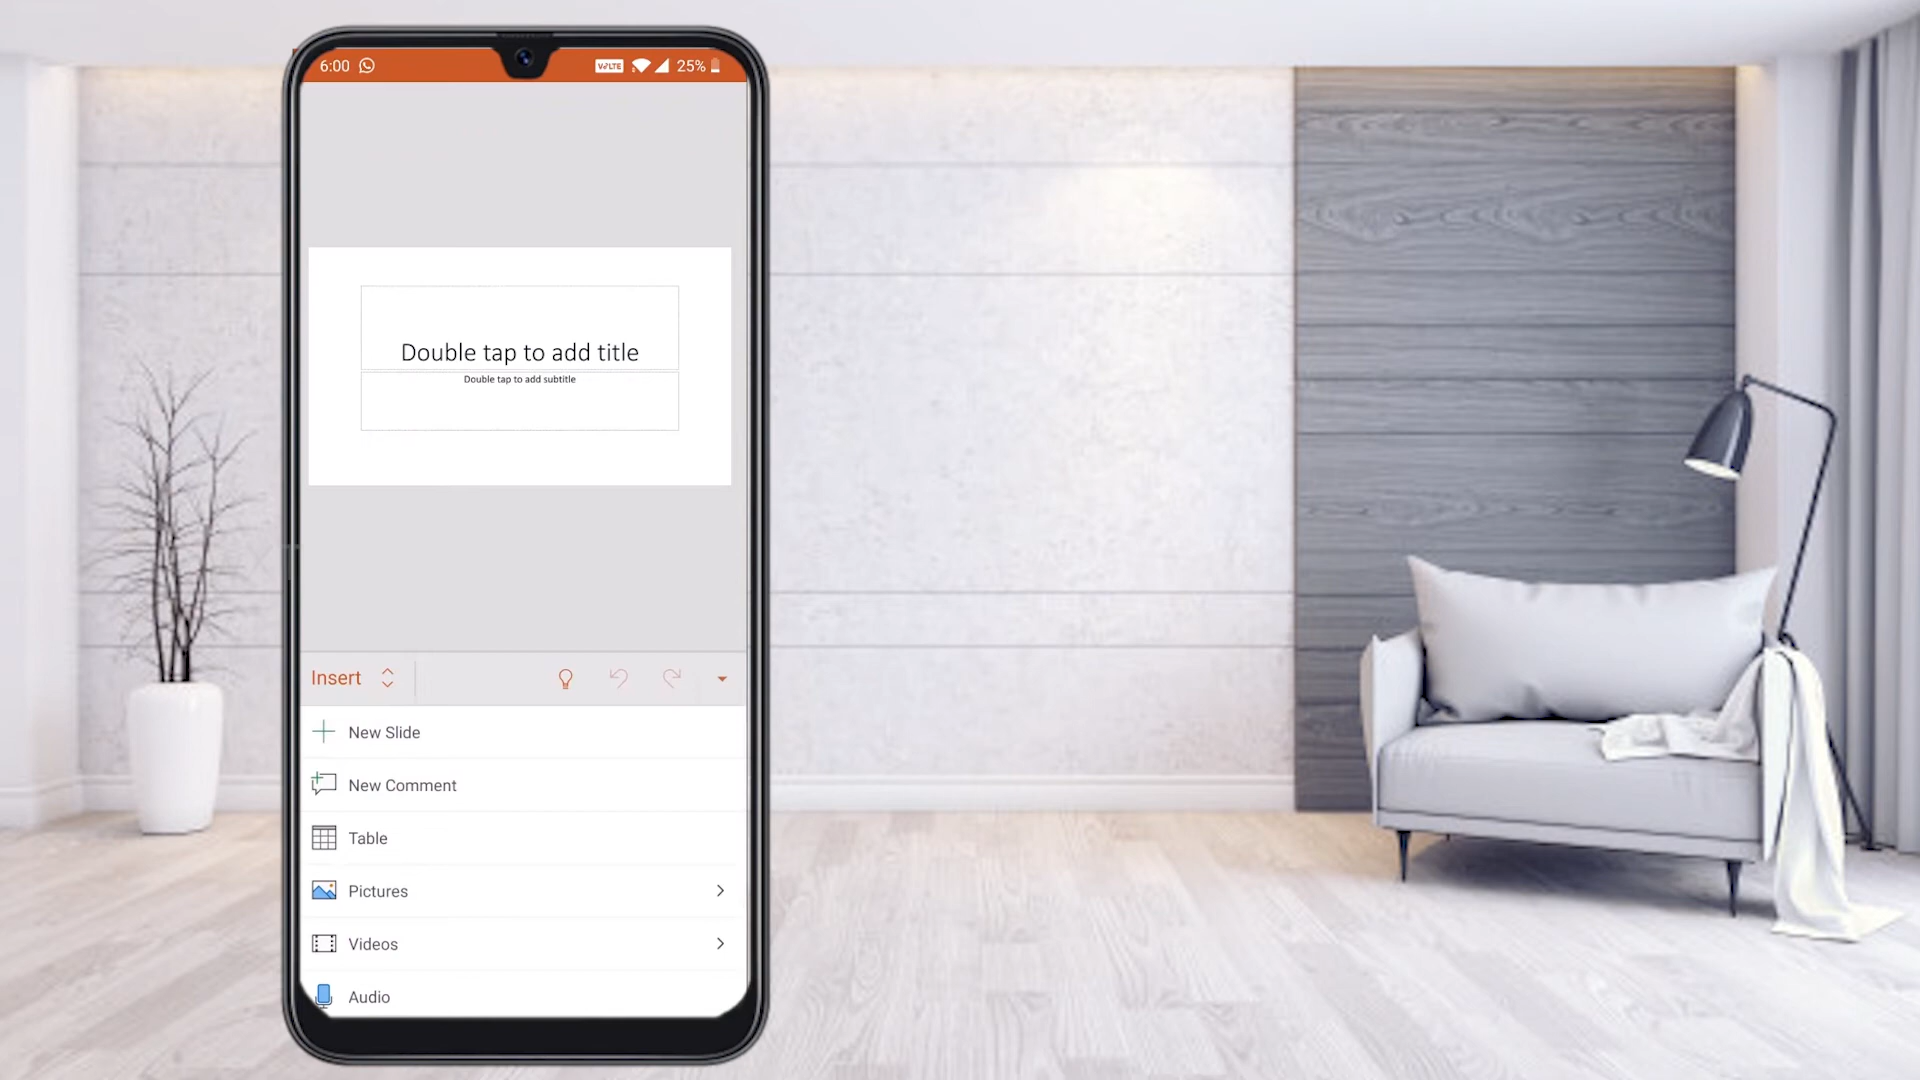 6:00
VoLTE
25%
Double tap to add title
Double tap to add subtitle
Insert
New Slide
New Comment
Table
Pictures
Videos
Audio